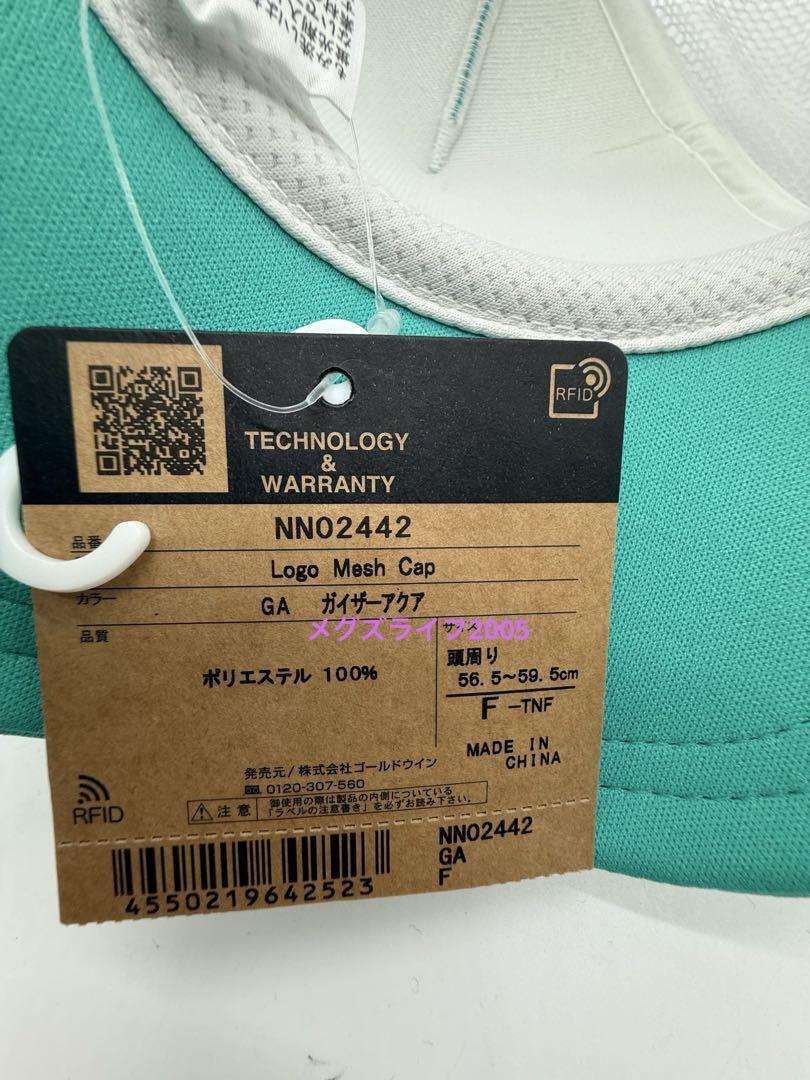 RFID
TECHNOLOGY
&
WARRANTY
品番 NN02442
Logo Mesh Cap
カラー GA ガイザーアクア
メグズライフ2005
品質
サイズ
ポリエステル 100%
頭周り
56.5~59.5cm
F -TNF
MADE IN
CHINA
発売元/株式会社ゴールドウイン
0120-307-560
RFID
注意
御使用の際は製品の内側についている
「ラベルの注意書き」を必ずお読み下さい。
NN02442
GA
F
4550219642523